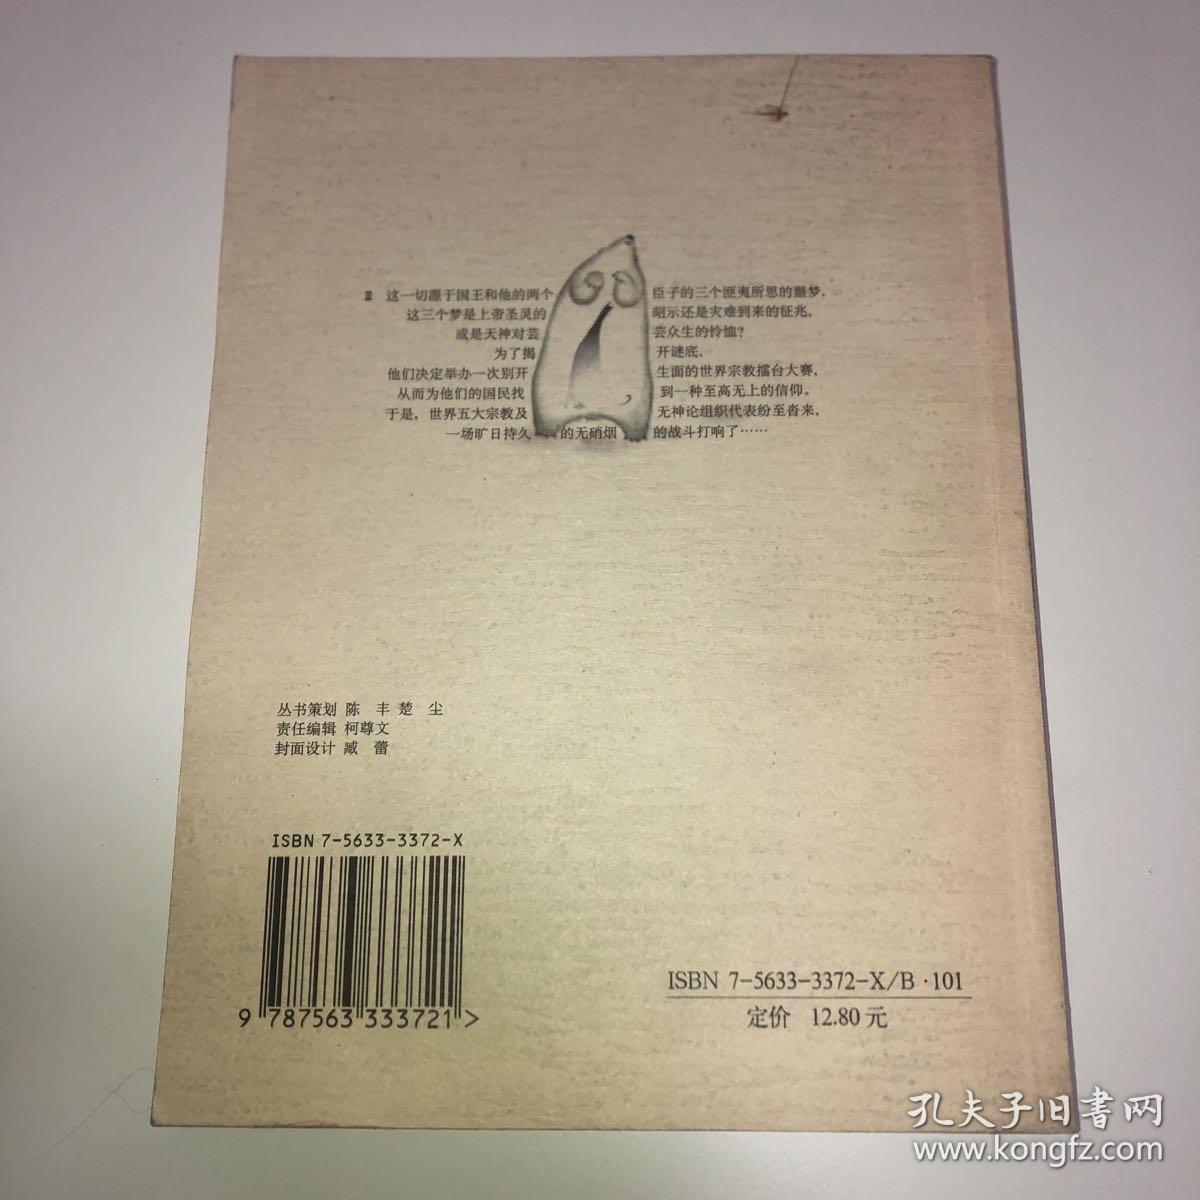 这一切源于国王和他的两个 臣子的三个匪夷所思的噩梦,
这三个梦是上帝圣灵的 昭示还是灾难到来的征兆,
或是天神对芸 芸众生的怜恤?
为了揭 开谜底,
他们决定举办一次别开 生面的世界宗教擂台大赛,
从而为他们的国民找 到一种至高无上的信仰。
于是,世界五大宗教及 无神论组织代表纷至沓来,
一场旷日持久 的无硝烟 的战斗打响了……
丛书策划 陈 丰 楚 尘
责任编辑 柯尊文
封面设计 臧 蕾
ISBN 7-5633-3372-X
9 787563 333721 >
ISBN 7-5633-3372-X/B·101
定价 12.80 元
孔夫子旧書网
www.kongfz.com